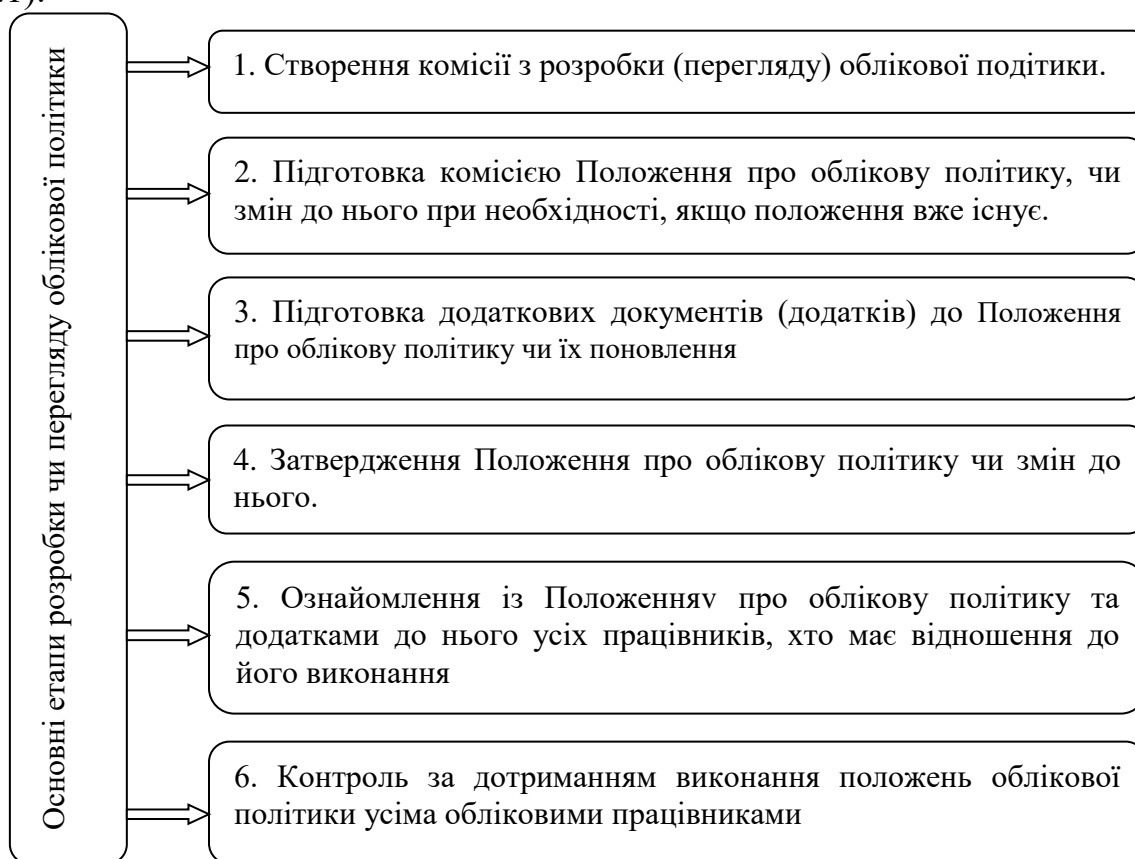 Основні етапи розробки чи перегляду облікової політики
1. Створення комісії з розробки (перегляду) облікової подітики.
2. Підготовка комісією Положення про облікову політику, чи
змін до нього при необхідності, якщо положення вже існує.
3. Підготовка додаткових документів (додатків) до Положення
про облікову політику чи їх поновлення
4. Затвердження Положення про облікову політику чи змін до
нього.
5. Ознайомлення із Положенняv про облікову політику та
додатками до нього усіх працівників, хто має відношення до
його виконання
6. Контроль за дотриманням виконання положень облікової
політики усіма обліковими працівниками